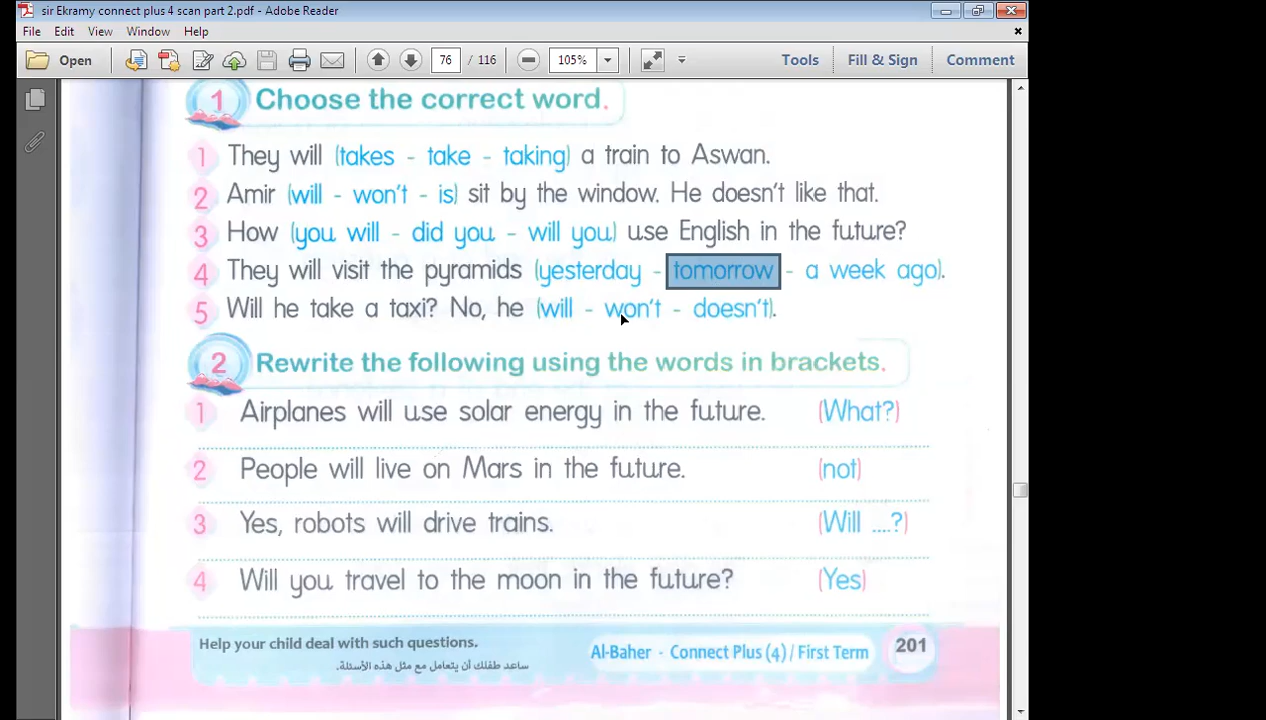 sir Ekramy connect plus 4 scan part 2.pdf - Adobe Reader
File Edit View Window Help
Open 76 / 116 105% Tools Fill & Sign Comment
1 Choose the correct word.
1 They will (takes - take - taking) a train to Aswan.
2 Amir (will - won't - is) sit by the window. He doesn't like that.
3 How (you will - did you - will you) use English in the future?
4 They will visit the pyramids (yesterday - tomorrow - a week ago).
5 Will he take a taxi? No, he (will - won't - doesn't).
2 Rewrite the following using the words in brackets.
1 Airplanes will use solar energy in the future. (What?)
2 People will live on Mars in the future. (not)
3 Yes, robots will drive trains. (Will ....?)
4 Will you travel to the moon in the future? (Yes)
Help your child deal with such questions.
ساعد طفلك أن يتعامل مع مثل هذه الأسئلة.
Al-Baher - Connect Plus (4) / First Term 201